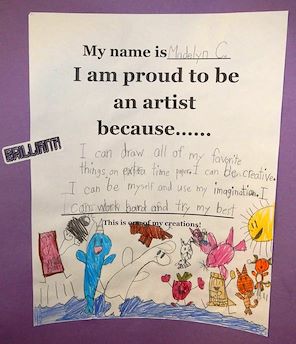 My name is Madelyn C.
I am proud to be
an artist
because......
BRILLIANT!
I can draw all of my favorite
things on extra time paper. I can be creative.
I can be myself and use my imagination. I
can work hard and try my best
This is one of my creations!